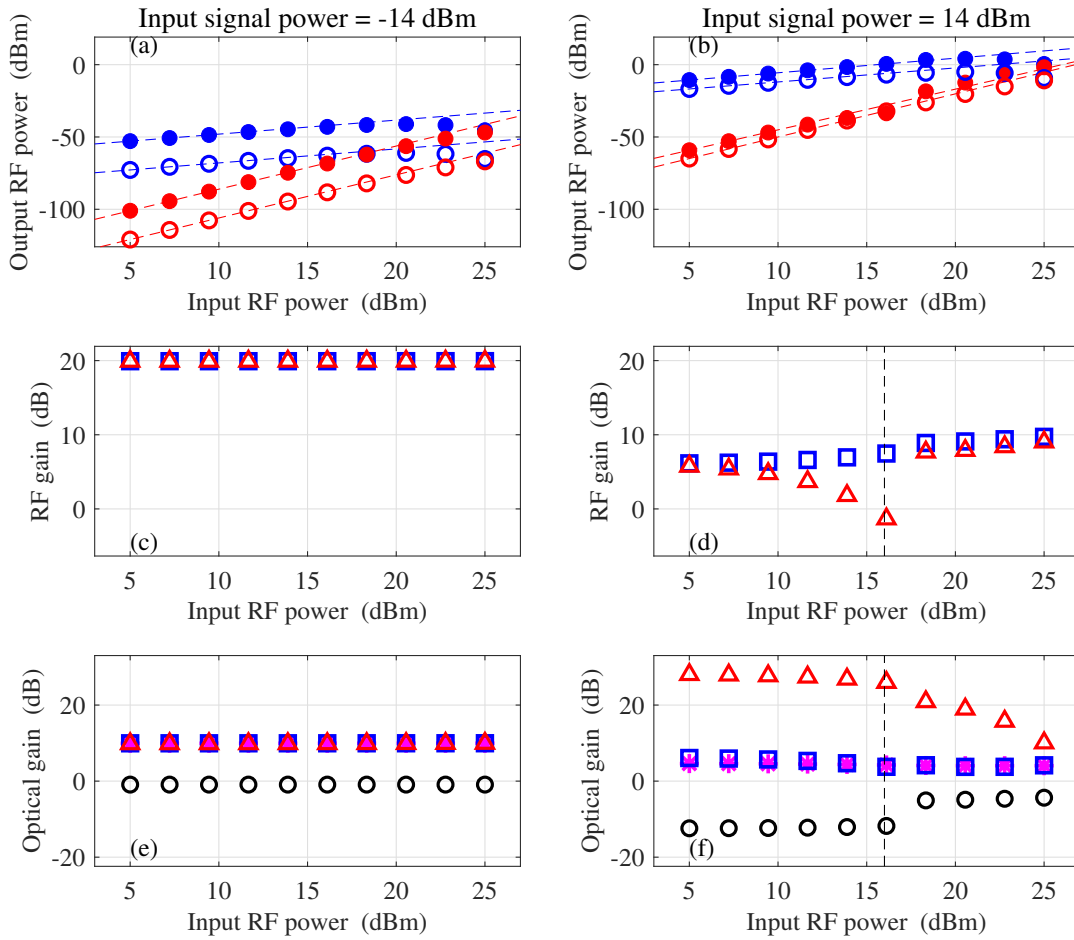 Input signal power = -14 dBm
(a)
Output RF power (dBm)
0
-50
-100
5 10 15 20 25
Input RF power (dBm)
Input signal power = 14 dBm
(b)
Output RF power (dBm)
0
-50
-100
5 10 15 20 25
Input RF power (dBm)
RF gain (dB)
20
10
0
(c)
5 10 15 20 25
Input RF power (dBm)
RF gain (dB)
20
10
0
(d)
5 10 15 20 25
Input RF power (dBm)
Optical gain (dB)
20
0
-20
(e)
5 10 15 20 25
Input RF power (dBm)
Optical gain (dB)
20
0
-20
(f)
5 10 15 20 25
Input RF power (dBm)